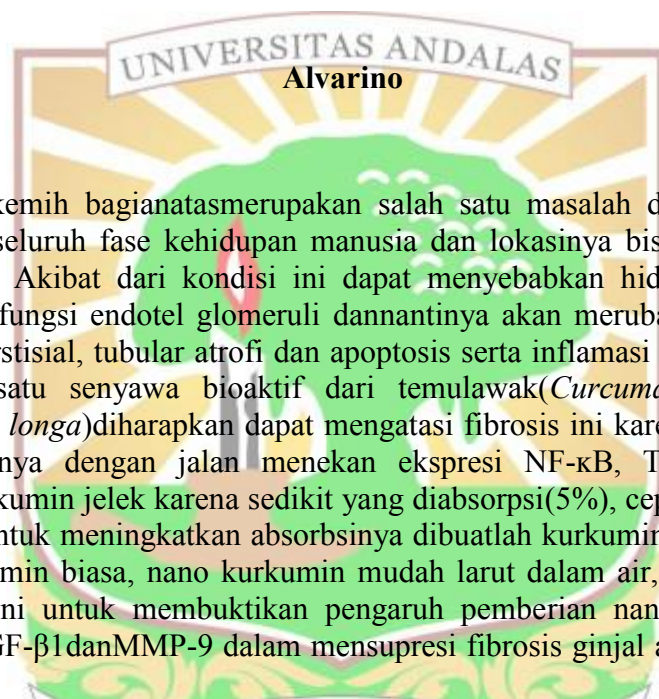 UNIVERSITAS ANDALAS
Alvarino
kemih bagianatasmerupakan salah satu masalah d
seluruh fase kehidupan manusia dan lokasinya bis
Akibat dari kondisi ini dapat menyebabkan hid
fungsi endotel glomeruli dannantinya akan meruba
rstisial, tubular atrofi dan apoptosis serta inflamasi
satu senyawa bioaktif dari temulawak(Curcuma
longa)diharapkan dapat mengatasi fibrosis ini kare
nya dengan jalan menekan ekspresi NF-κB, T
kumin jelek karena sedikit yang diabsorpsi(5%), cep
ntuk meningkatkan absorbsinya dibuatlah kurkumin
min biasa, nano kurkumin mudah larut dalam air,
ni untuk membuktikan pengaruh pemberian nan
GF-β1danMMP-9 dalam mensupresi fibrosis ginjal a